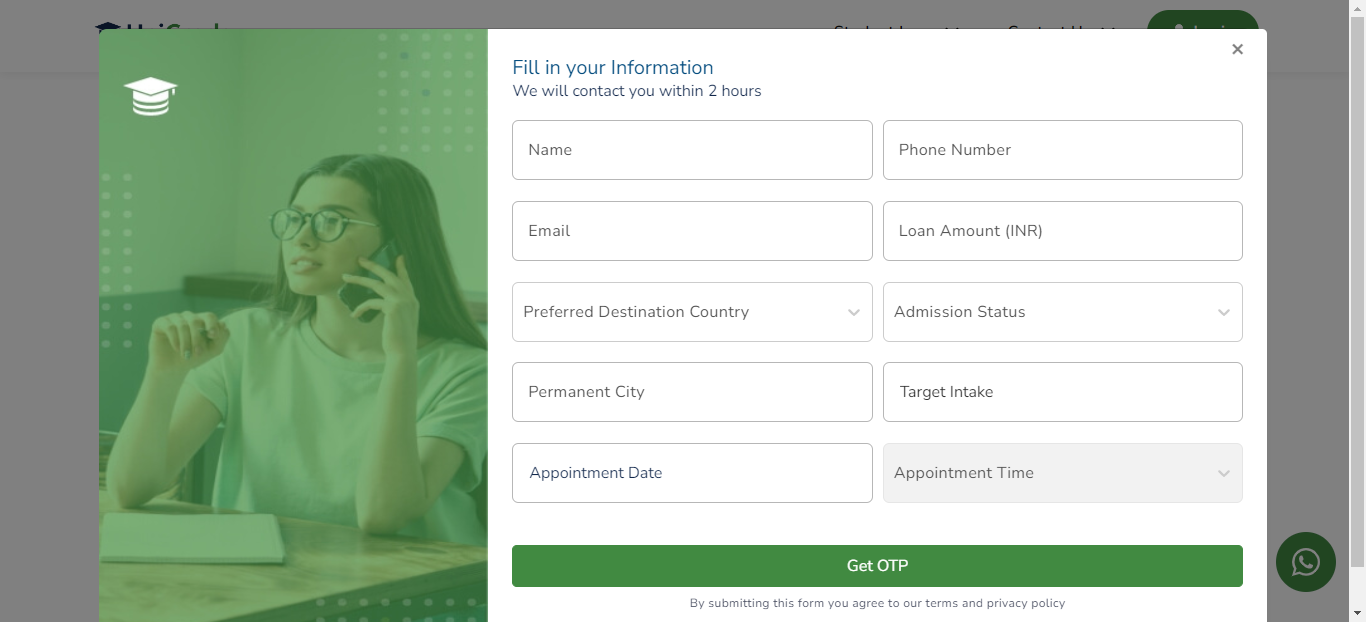 Fill in your Information
We will contact you within 2 hours
Name
Phone Number
Email
Loan Amount (INR)
Preferred Destination Country
Admission Status
Permanent City
Target Intake
Appointment Date
Appointment Time
Get OTP
By submitting this form you agree to our terms and privacy policy